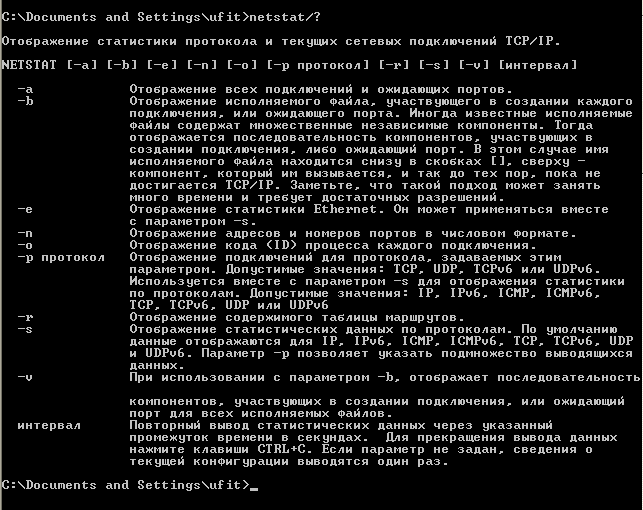 C:\Documents and Settings\ufit>netstat/?
Отображение статистики протокола и текущих сетевых подключений TCP/IP.
NETSTAT [-a] [-b] [-e] [-n] [-o] [-p протокол] [-r] [-s] [-v] [интервал]
-a Отображение всех подключений и ожидающих портов.
-b Отображение исполняемого файла, участвующего в создании каждого
подключения, или ожидающего порта. Иногда известные исполняемые
файлы содержат множественные независимые компоненты. Тогда
отображается последовательность компонентов, участвующих в
создании подключения, либо ожидающий порт. В этом случае имя
исполняемого файла находится снизу в скобках [], сверху -
компонент, который им вызывается, и так до тех пор, пока не
достигается TCP/IP. Заметьте, что такой подход может занять
много времени и требует достаточных разрешений.
-e Отображение статистики Ethernet. Он может применяться вместе
с параметром -s.
-n Отображение адресов и номеров портов в числовом формате.
-o Отображение кода (ID) процесса каждого подключения.
-p протокол Отображение подключений для протокола, задаваемых этим
параметром. Допустимые значения: TCP, UDP, TCPv6 или UDPv6.
Используется вместе с параметром -s для отображения статистики
по протоколам. Допустимые значения: IP, IPv6, ICMP, ICMPv6,
TCP, TCPv6, UDP или UDPv6
-r Отображение содержимого таблицы маршрутов.
-s Отображение статистических данных по протоколам. По умолчанию
данные отображаются для IP, IPv6, ICMP, ICMPv6, TCP, TCPv6, UDP
и UDPv6. Параметр -p позволяет указать подмножество выводящихся
данных.
-v При использовании с параметром -b, отображает последовательность
компонентов, участвующих в создании подключения, или ожидающий
порт для всех исполняемых файлов.
интервал Повторный вывод статистических данных через указанный
промежуток времени в секундах. Для прекращения вывода данных
нажмите клавиши CTRL+C. Если параметр не задан, сведения о
текущей конфигурации выводятся один раз.
C:\Documents and Settings\ufit>_